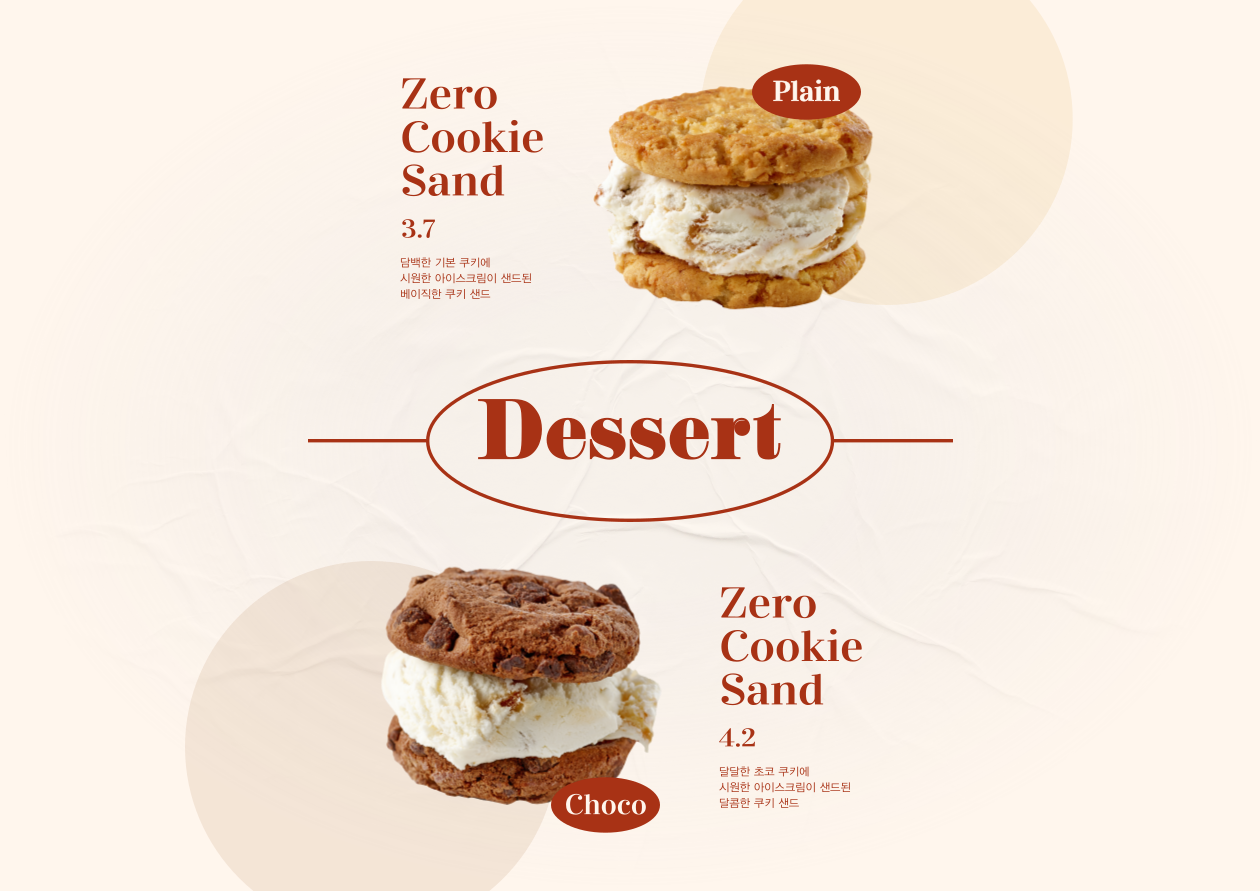 Zero
Cookie
Sand
3.7
담백한 기본 쿠키에
시원한 아이스크림이 샌드된
베이직한 쿠키 샌드
Plain
Dessert
Choco
Zero
Cookie
Sand
4.2
달달한 초코 쿠키에
시원한 아이스크림이 샌드된
달콤한 쿠키 샌드